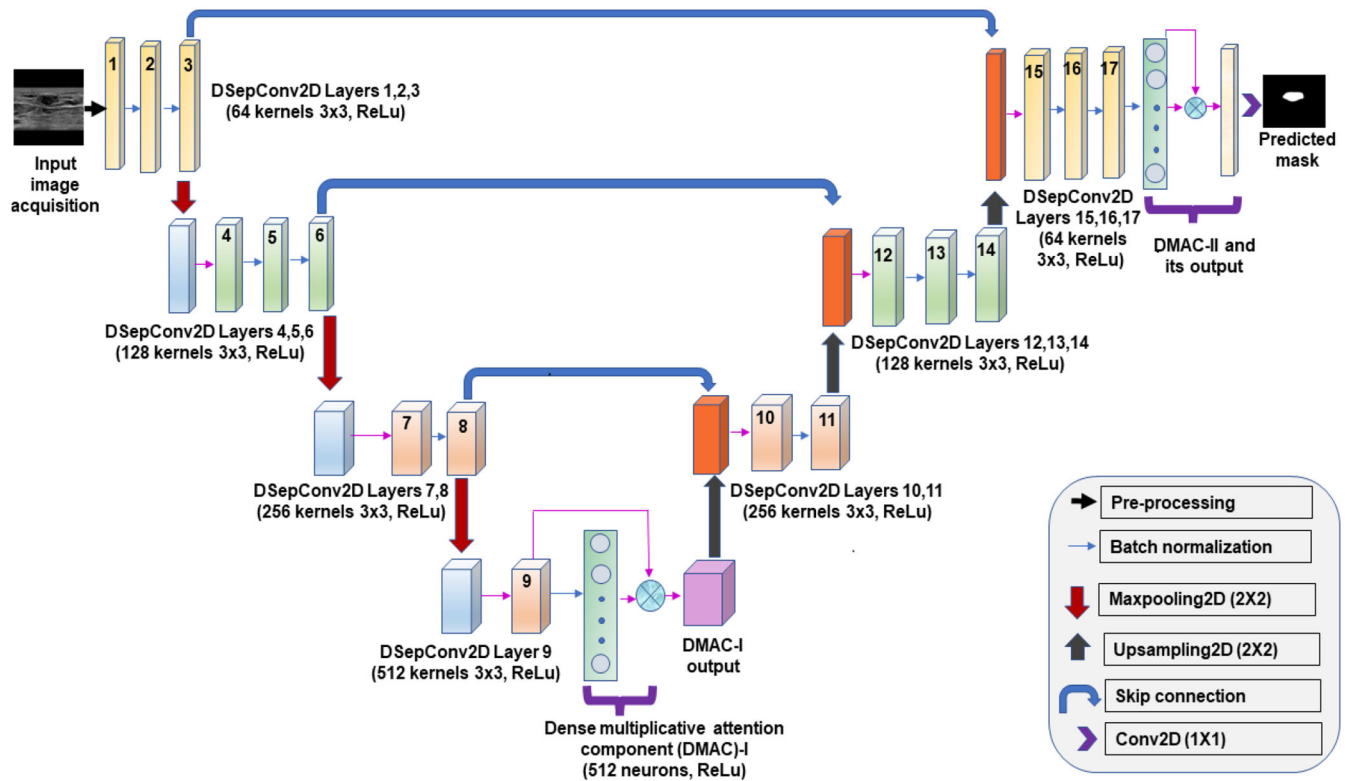 1
2
3
DSepConv2D Layers 1,2,3
(64 kernels 3x3, ReLu)
Input
image
acquisition
15
16
17
Predicted
mask
DSepConv2D
Layers 15,16,17
(64 kernels
3x3, ReLu)
DMAC-II and
its output
4
5
6
DSepConv2D Layers 4,5,6
(128 kernels 3x3, ReLu)
12
13
14
DSepConv2D Layers 12,13,14
(128 kernels 3x3, ReLu)
7
8
DSepConv2D Layers 7,8
(256 kernels 3x3, ReLu)
10
11
DSepConv2D Layers 10,11
(256 kernels 3x3, ReLu)
9
DSepConv2D Layer 9
(512 kernels 3x3, ReLu)
DMAC-I
output
Dense multiplicative attention
component (DMAC)-I
(512 neurons, ReLu)
Pre-processing
Batch normalization
Maxpooling2D (2X2)
Upsampling2D (2X2)
Skip connection
Conv2D (1X1)